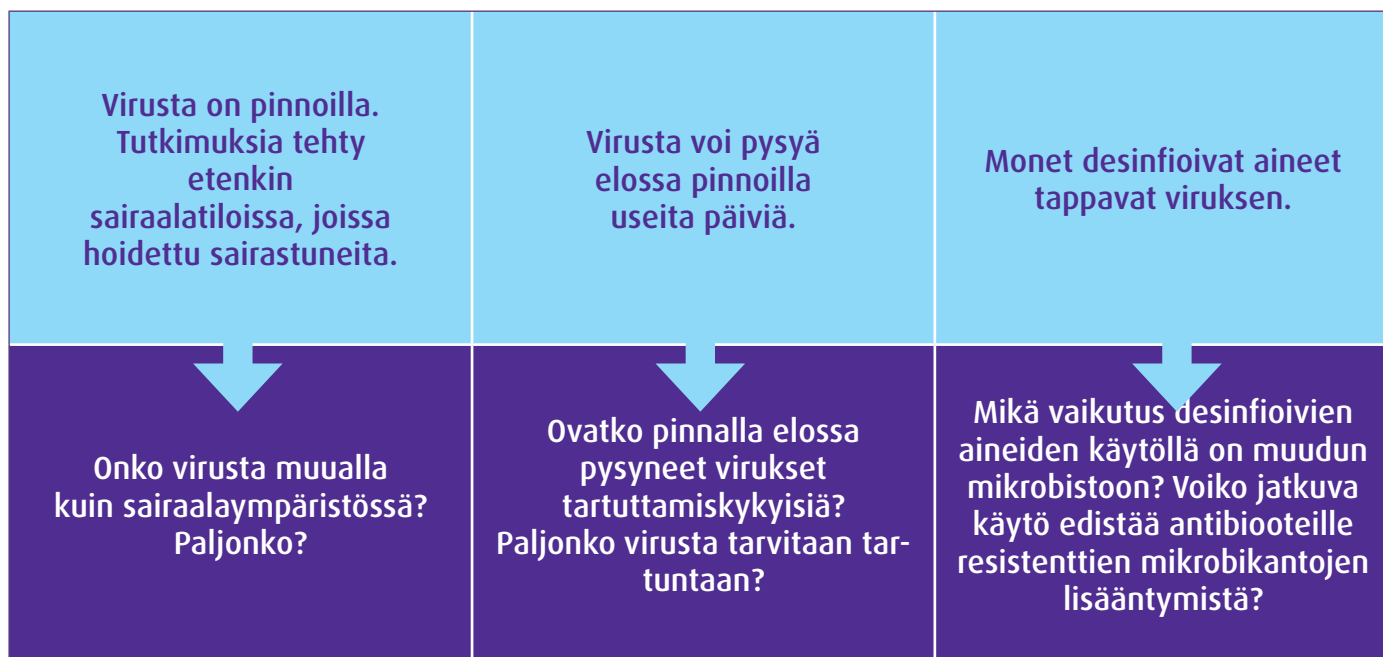 Virusta on pinnoilla.
Tutkimuksia tehty
etenkin
sairaalatiloissa, joissa
hoidettu sairastuneita.
Virusta voi pysyä
elossa pinnoilla
useita päiviä.
Monet desinfioivat aineet
tappavat viruksen.
Onko virusta muualla
kuin sairaalaympäristössä?
Paljonko?
Ovatko pinnalla elossa
pysyneet virukset
tartuttamiskykyisiä?
Paljonko virusta tarvitaan tar-
tuntaan?
Mikä vaikutus desinfioivien
aineiden käytöllä on muudun
mikrobistoon? Voiko jatkuva
käytö edistää antibiooteille
resistenttien mikrobikantojen
lisääntymistä?